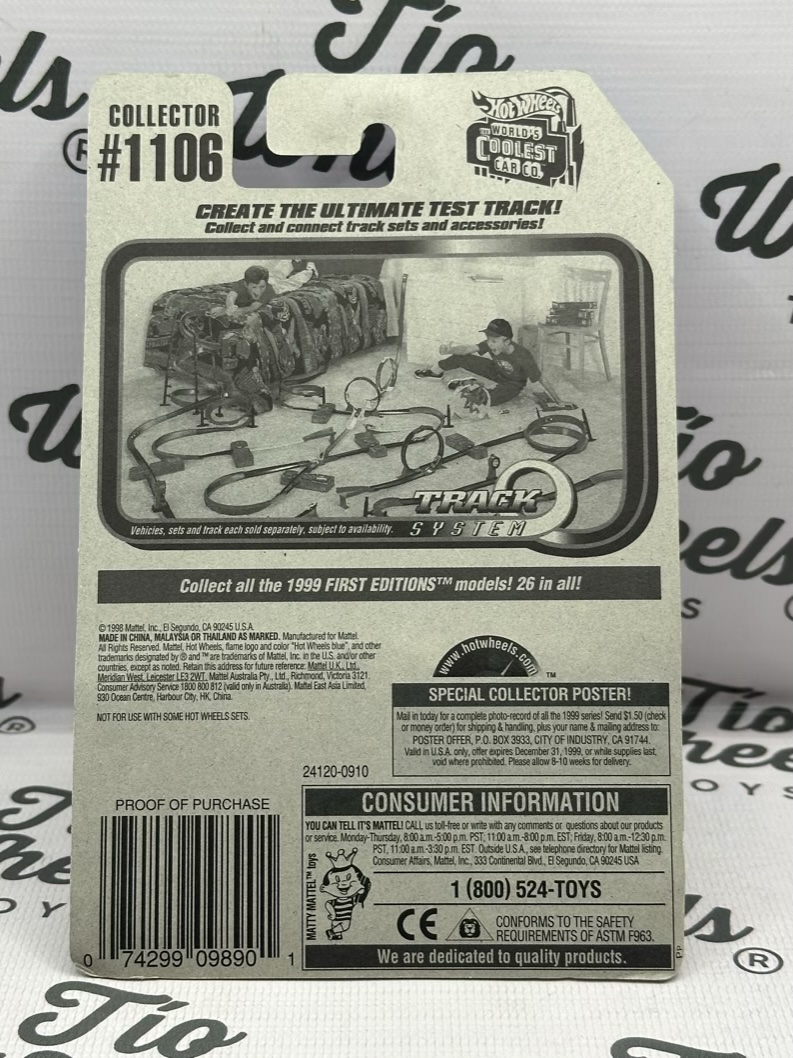 COLLECTOR
#1106
HOT WHEELS
THE WORLD'S
COOLEST
CAR CO.
CREATE THE ULTIMATE TEST TRACK!
Collect and connect track sets and accessories!
TRACK
SYSTEM
Vehicles, sets and track each sold separately, subject to availability.
Collect all the 1999 FIRST EDITIONS™ models! 26 in all!
© 1998 Mattel, Inc., El Segundo, CA 90245 U.S.A.
MADE IN CHINA, MALAYSIA OR THAILAND AS MARKED. Manufactured for Mattel.
All Rights Reserved. Mattel, Hot Wheels, flame logo and color "Hot Wheels blue", and other
trademarks designated by ® and ™ are trademarks of Mattel, Inc. in the U.S. and/or other
countries, except as noted. Retain this address for future reference: Mattel U.K., Ltd.,
Meridian West, Leicester LE3 2WT. Mattel Australia Pty., Ltd., Richmond, Victoria 3121.
Consumer Advisory Service 1800 800 812 (valid only in Australia). Mattel East Asia Limited,
930 Ocean Centre, Harbour City, HK, China.
NOT FOR USE WITH SOME HOT WHEELS SETS.
24120-0910
www.hotwheels.com ™
SPECIAL COLLECTOR POSTER!
Mail in today for a complete photo-record of all the 1999 series! Send $1.50 (check
or money order) for shipping & handling, plus your name & mailing address to:
POSTER OFFER, P.O. BOX 3933, CITY OF INDUSTRY, CA 91744.
Valid in U.S.A. only, offer expires December 31, 1999, or while supplies last,
void where prohibited. Please allow 8-10 weeks for delivery.
PROOF OF PURCHASE
0 74299 09890 1
CONSUMER INFORMATION
YOU CAN TELL IT'S MATTEL! CALL us toll-free or write with any comments or questions about our products
or service. Monday-Thursday, 8:00 a.m.-5:00 p.m. PST, 11:00 a.m.-8:00 p.m. EST; Friday, 8:00 a.m.-12:30 p.m.
PST, 11:00 a.m.-3:30 p.m. EST. Outside U.S.A., see telephone directory for Mattel listing.
Consumer Affairs, Mattel, Inc., 333 Continental Blvd., El Segundo, CA 90245 USA
MATTY MATTEL™ toys
1 (800) 524-TOYS
CE
CONFORMS TO THE SAFETY
REQUIREMENTS OF ASTM F963.
We are dedicated to quality products.
PP
Tío
Wheels
®
Tío
eels
Tío
heels
OYS
Tío